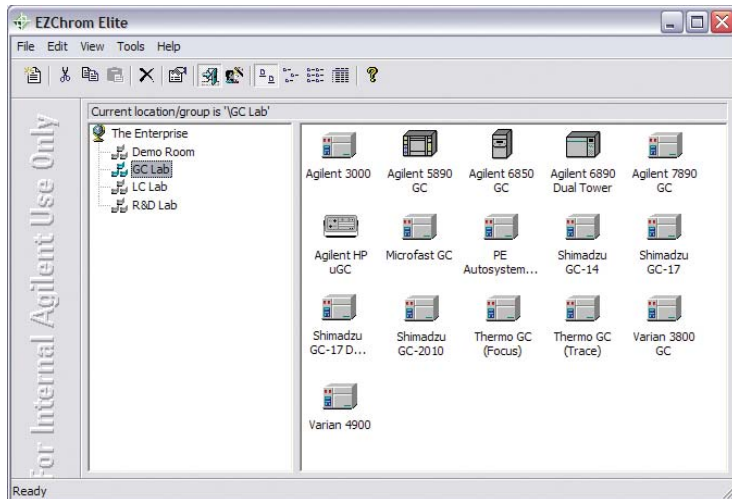 EZChrom Elite
File Edit View Tools Help
For Internal Agilent Use Only
Current location/group is '\GC Lab'
The Enterprise
Demo Room
GC Lab
LC Lab
R&D Lab
Agilent 3000
Agilent 5890
GC
Agilent 6850
GC
Agilent 6890
Dual Tower
Agilent 7890
GC
Agilent HP
uGC
Microfast GC
PE
Autosystem...
Shimadzu
GC-14
Shimadzu
GC-17
Shimadzu
GC-17 D...
Shimadzu
GC-2010
Thermo GC
(Focus)
Thermo GC
(Trace)
Varian 3800
GC
Varian 4900
Ready